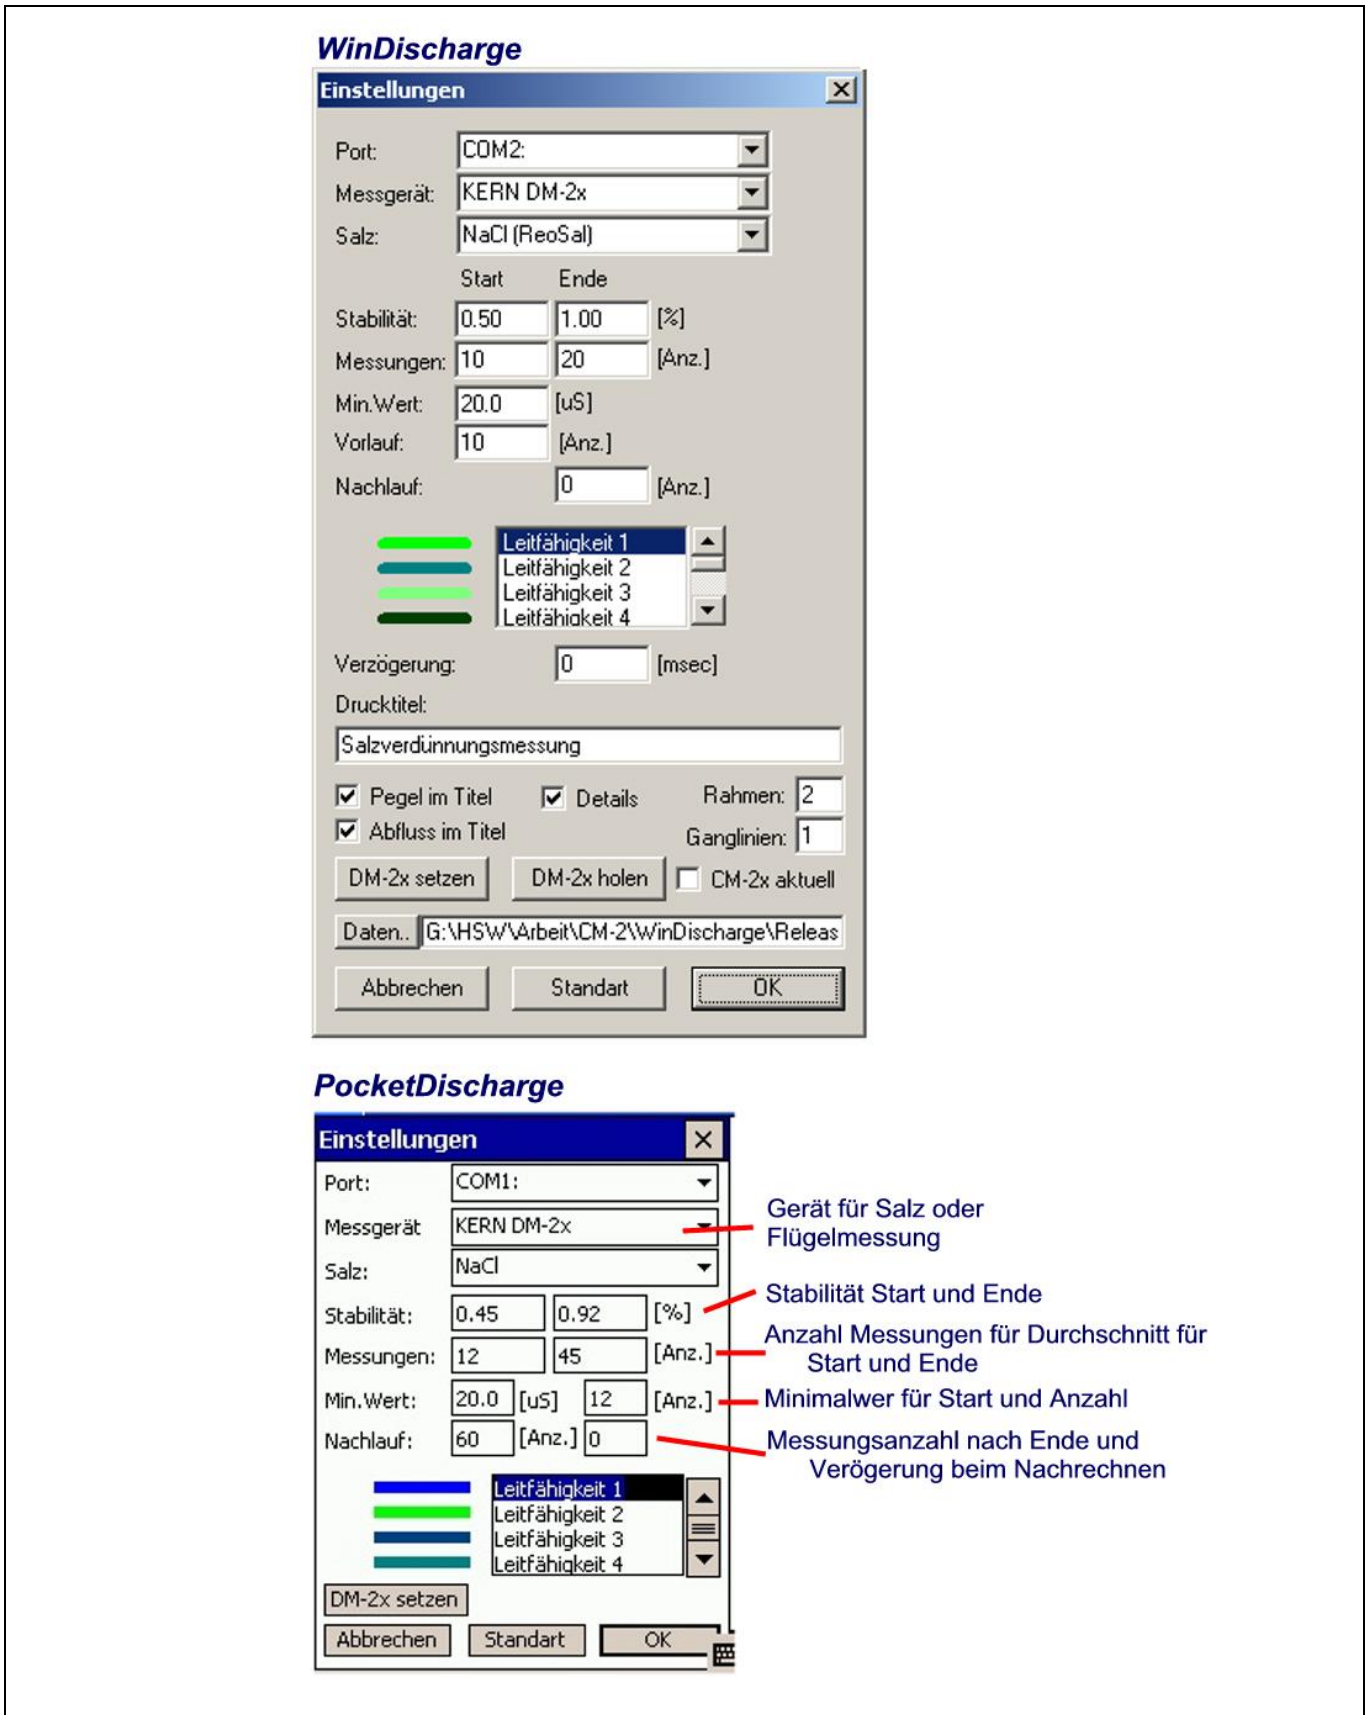 WinDischarge
Einstellungen
Port: COM2:
Messgerät: KERN DM-2x
Salz: NaCl (ReoSal)
Start Ende
Stabilität: 0.50 1.00 [%]
Messungen: 10 20 [Anz.]
Min.Wert: 20.0 [uS]
Vorlauf: 10 [Anz.]
Nachlauf: 0 [Anz.]
Leitfähigkeit 1
Leitfähigkeit 2
Leitfähigkeit 3
Leitfähigkeit 4
Verzögerung: 0 [msec]
Drucktitel:
Salzverdünnungsmessung
Pegel im Titel Details Rahmen: 2
Abfluss im Titel Ganglinien: 1
DM-2x setzen DM-2x holen CM-2x aktuell
Daten.. G:\HSW\Arbeit\CM-2\WinDischarge\Releas
Abbrechen Standart OK
PocketDischarge
Einstellungen
Port: COM1:
Messgerät KERN DM-2x
Salz: NaCl
Stabilität: 0.45 0.92 [%]
Messungen: 12 45 [Anz.]
Min.Wert: 20.0 [uS] 12 [Anz.]
Nachlauf: 60 [Anz.] 0
Leitfähigkeit 1
Leitfähigkeit 2
Leitfähigkeit 3
Leitfähigkeit 4
DM-2x setzen
Abbrechen Standart OK
Gerät für Salz oder
Flügelmessung
Stabilität Start und Ende
Anzahl Messungen für Durchschnitt für
Start und Ende
Minimalwer für Start und Anzahl
Messungsanzahl nach Ende und
Verögerung beim Nachrechnen